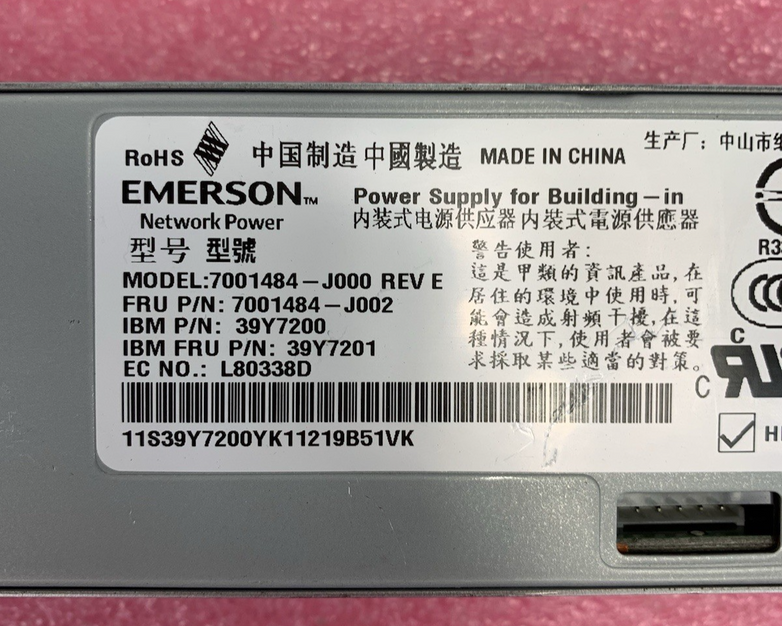 RoHS 中国制造 中國製造 MADE IN CHINA
生产厂：中山市
EMERSON™
Network Power
Power Supply for Building-in
内装式电源供应器 內裝式電源供應器
型号 型號
MODEL:7001484-J000 REV E
FRU P/N: 7001484-J002
IBM P/N: 39Y7200
IBM FRU P/N: 39Y7201
EC NO.: L80338D
11S39Y7200YK11219B51VK
警告使用者:
這是甲類的資訊產品,在
居住的環境中使用時,可
能會造成射頻干擾,在這
種情況下,使用者會被要
求採取某些適當的對策。